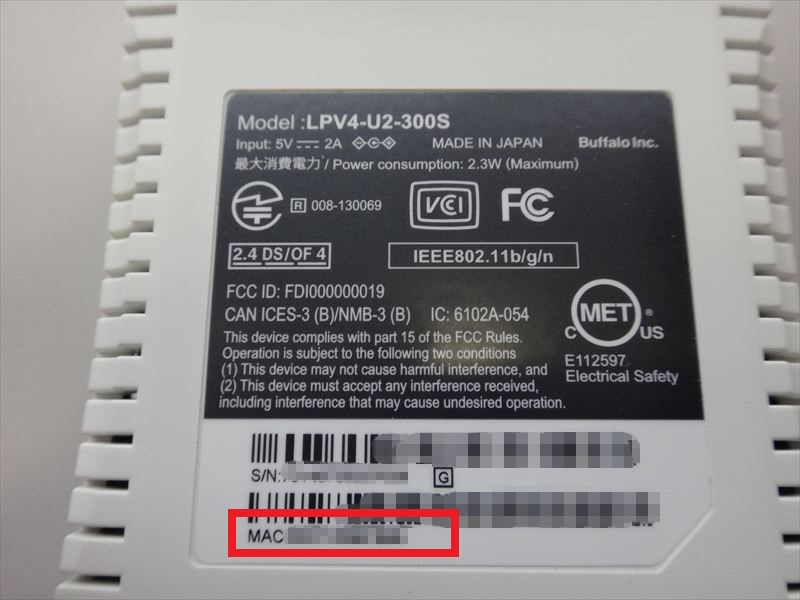 Model :LPV4-U2-300S
Input: 5V 2A MADE IN JAPAN Buffalo Inc.
最大消費電力 / Power consumption: 2.3W (Maximum)
R 008-130069 VCI FC
2.4 DS/OF 4 IEEE802.11b/g/n
FCC ID: FDI000000019
CAN ICES-3 (B)/NMB-3 (B) IC: 6102A-054
C MET ® US
This device complies with part 15 of the FCC Rules.
Operation is subject to the following two conditions
(1) This device may not cause harmful interference, and
(2) This device must accept any interference received,
including interference that may cause undesired operation.
E112597
Electrical Safety
S/N: G
MAC